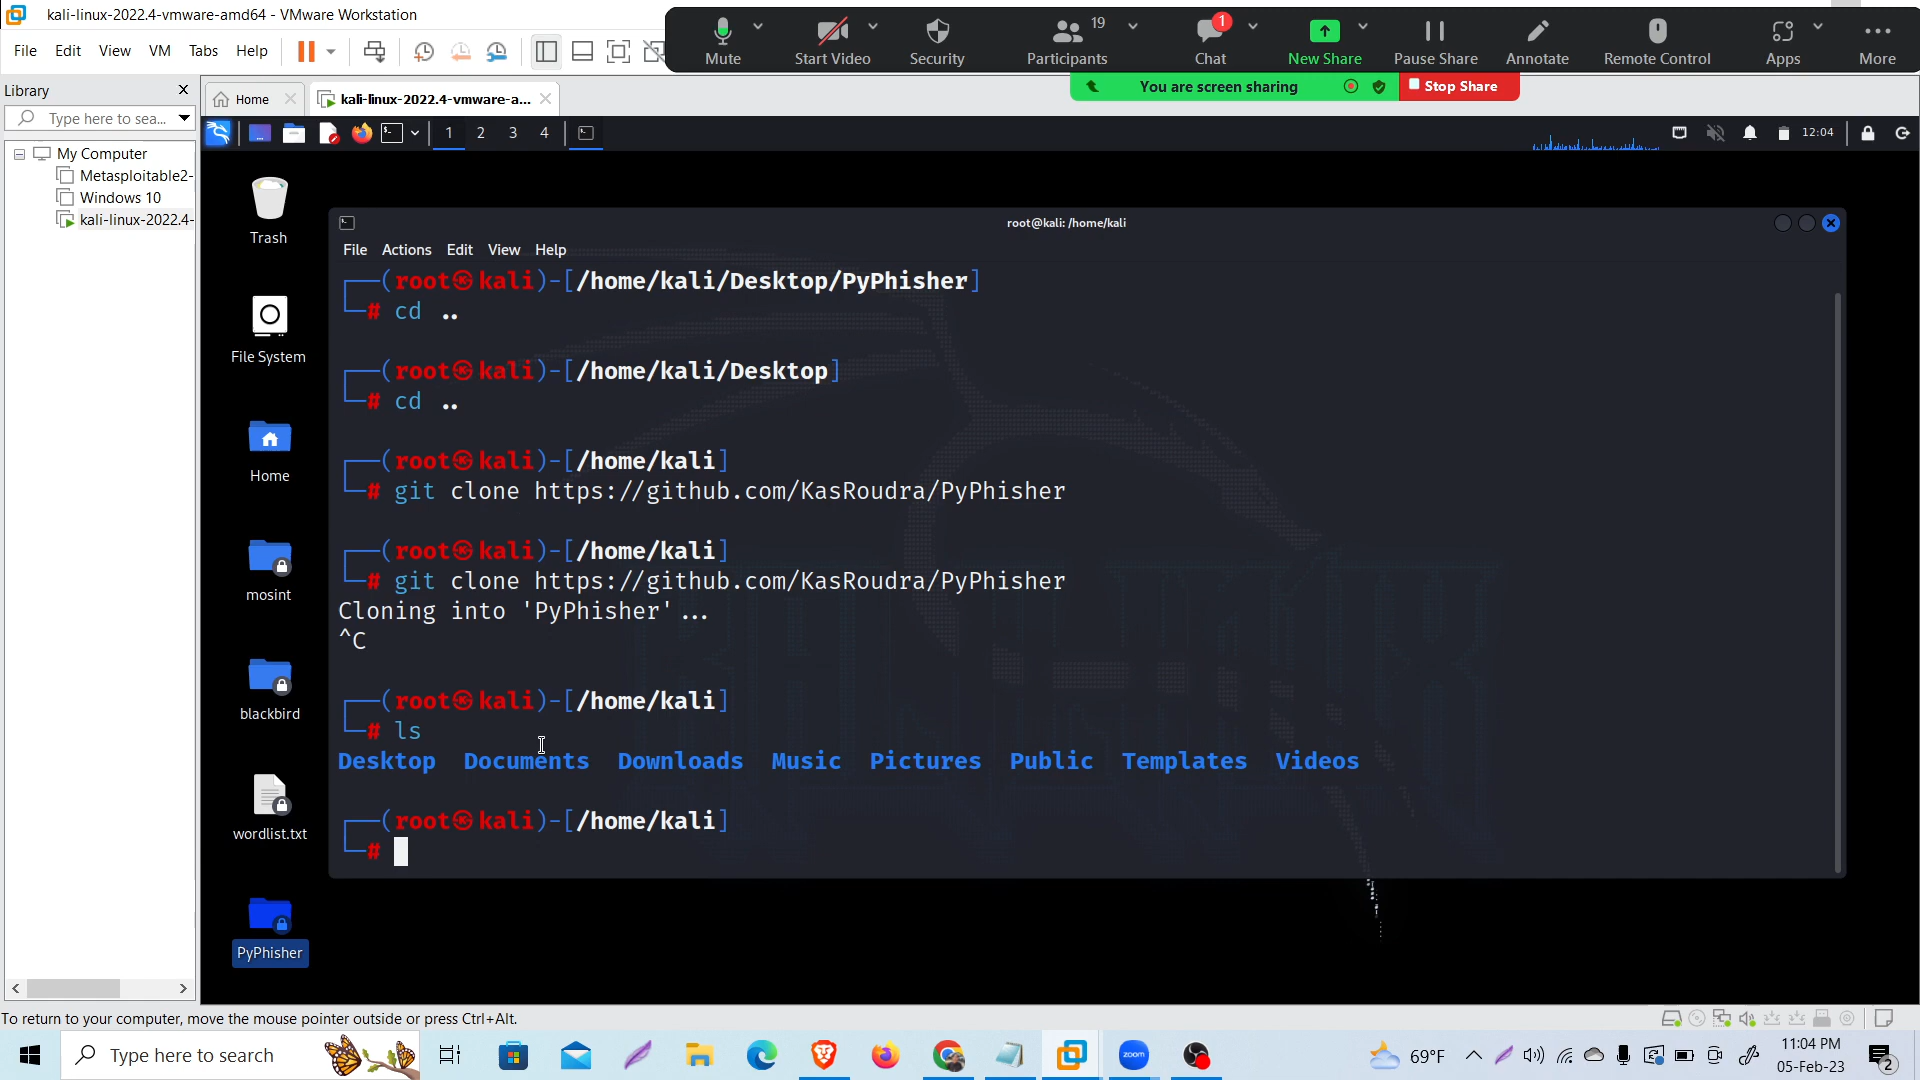 kali-linux-2022.4-vmware-amd64 - VMware Workstation
File Edit View VM Tabs Help
Mute
Start Video
Security
19
Participants
1
Chat
New Share
Pause Share
Annotate
Remote Control
Apps
More
You are screen sharing
Stop Share
Library
Home
kali-linux-2022.4-vmware-a...
Type here to sea...
My Computer
Metasploitable2-
Windows 10
kali-linux-2022.4-
1 2 3 4
12:04
Trash
File System
Home
mosint
blackbird
wordlist.txt
PyPhisher
root@kali: /home/kali
File Actions Edit View Help
(root㉿kali)-[/home/kali/Desktop/PyPhisher]
# cd ..
(root㉿kali)-[/home/kali/Desktop]
# cd ..
(root㉿kali)-[/home/kali]
# git clone https://github.com/KasRoudra/PyPhisher
(root㉿kali)-[/home/kali]
# git clone https://github.com/KasRoudra/PyPhisher
Cloning into 'PyPhisher'...
^C
(root㉿kali)-[/home/kali]
# ls
Desktop Documents Downloads Music Pictures Public Templates Videos
(root㉿kali)-[/home/kali]
#
To return to your computer, move the mouse pointer outside or press Ctrl+Alt.
Type here to search
zoom
69°F
11:04 PM
05-Feb-23
2